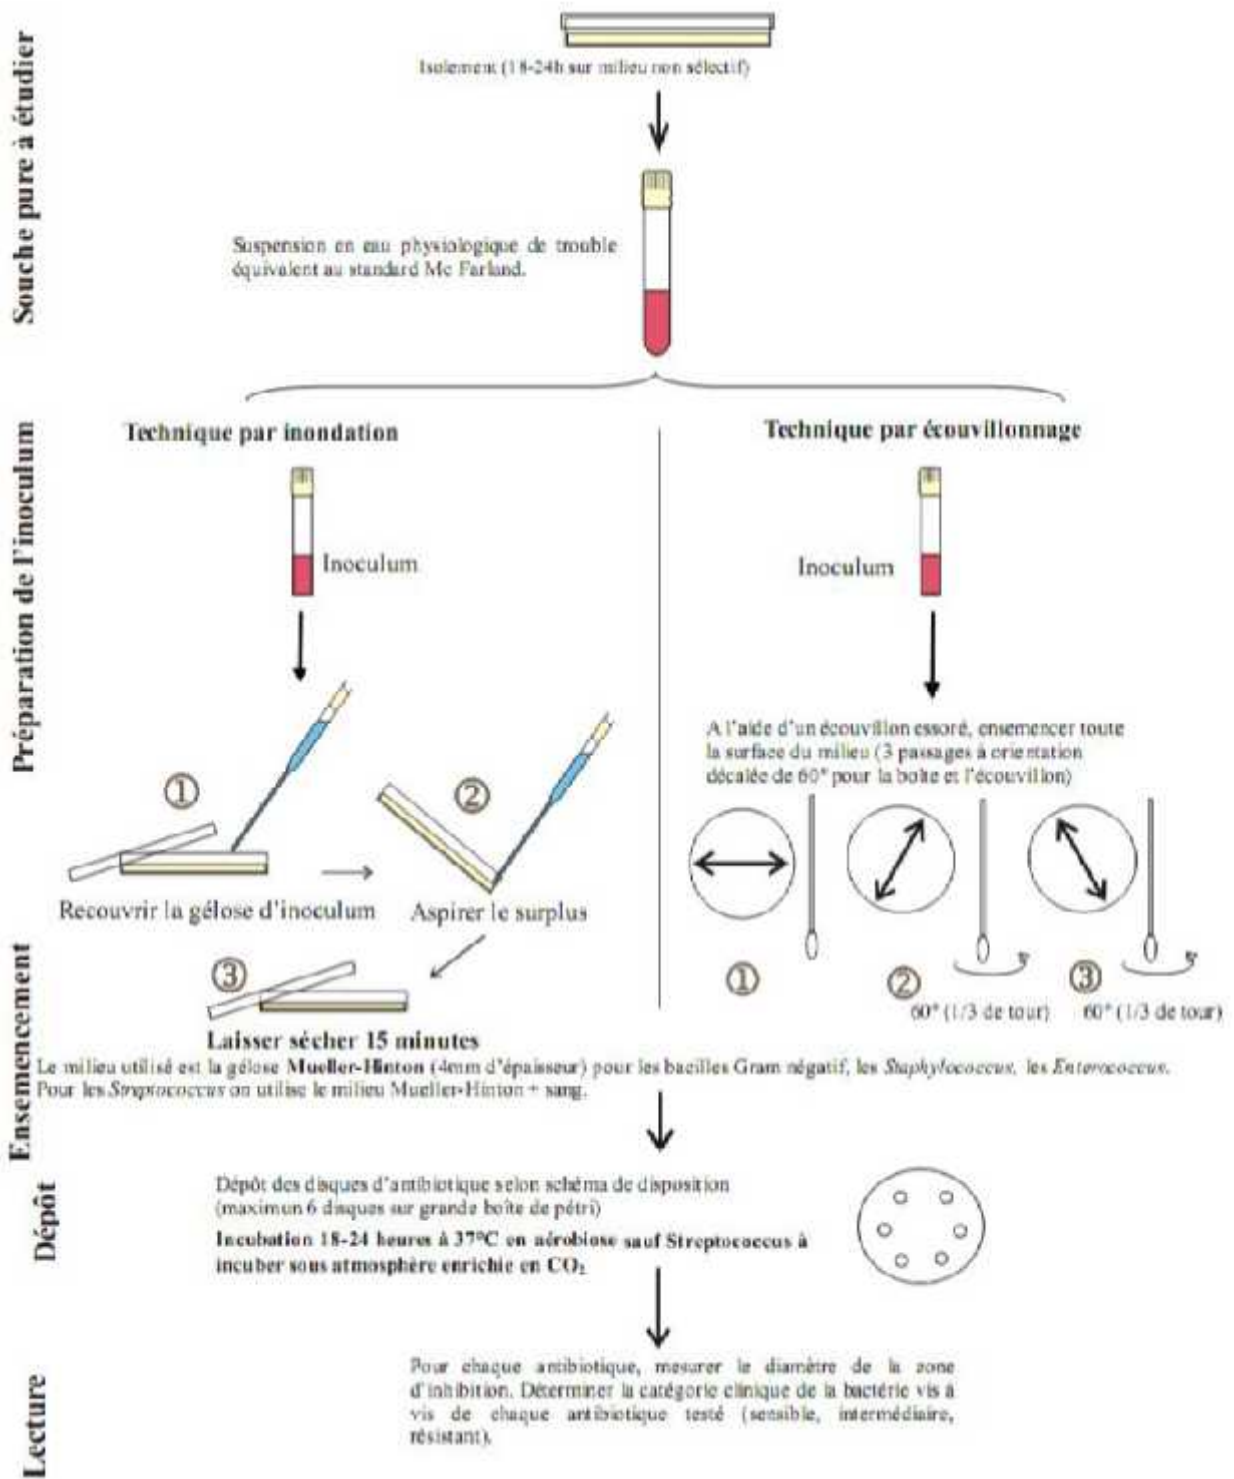 Souche pure à étudier
Isolement (18-24h sur milieu non sélectif)
Suspension en eau physiologique de trouble
équivalent au standard Mc Farland.
Préparation de l'inoculum
Technique par inondation
Inoculum
①
②
Recouvrir la gélose d'inoculum
Aspirer le surplus
③
Laisser sécher 15 minutes
Technique par écouvillonnage
Inoculum
A l'aide d'un écouvillon essoré, ensemencer toute
la surface du milieu (3 passages à orientation
décalée de 60° pour la boîte et l'écouvillon)
①
②
③
60° (1/3 de tour)
60° (1/3 de tour)
Ensemencement
Le milieu utilisé est la gélose Mueller-Hinton (4mm d'épaisseur) pour les bacilles Gram négatif, les Staphylococcus, les Enterococcus.
Pour les Streptococcus on utilise le milieu Mueller-Hinton + sang.
Dépôt
Dépôt des disques d'antibiotique selon schéma de disposition
(maximun 6 disques sur grande boîte de pétri)
Incubation 18-24 heures à 37°C en aérobiose sauf Streptococcus à
incuber sous atmosphère enrichie en CO₂
Lecture
Pour chaque antibiotique, mesurer le diamètre de la zone
d'inhibition. Déterminer la catégorie clinique de la bactérie vis à
vis de chaque antibiotique testé (sensible, intermédiaire,
résistant).